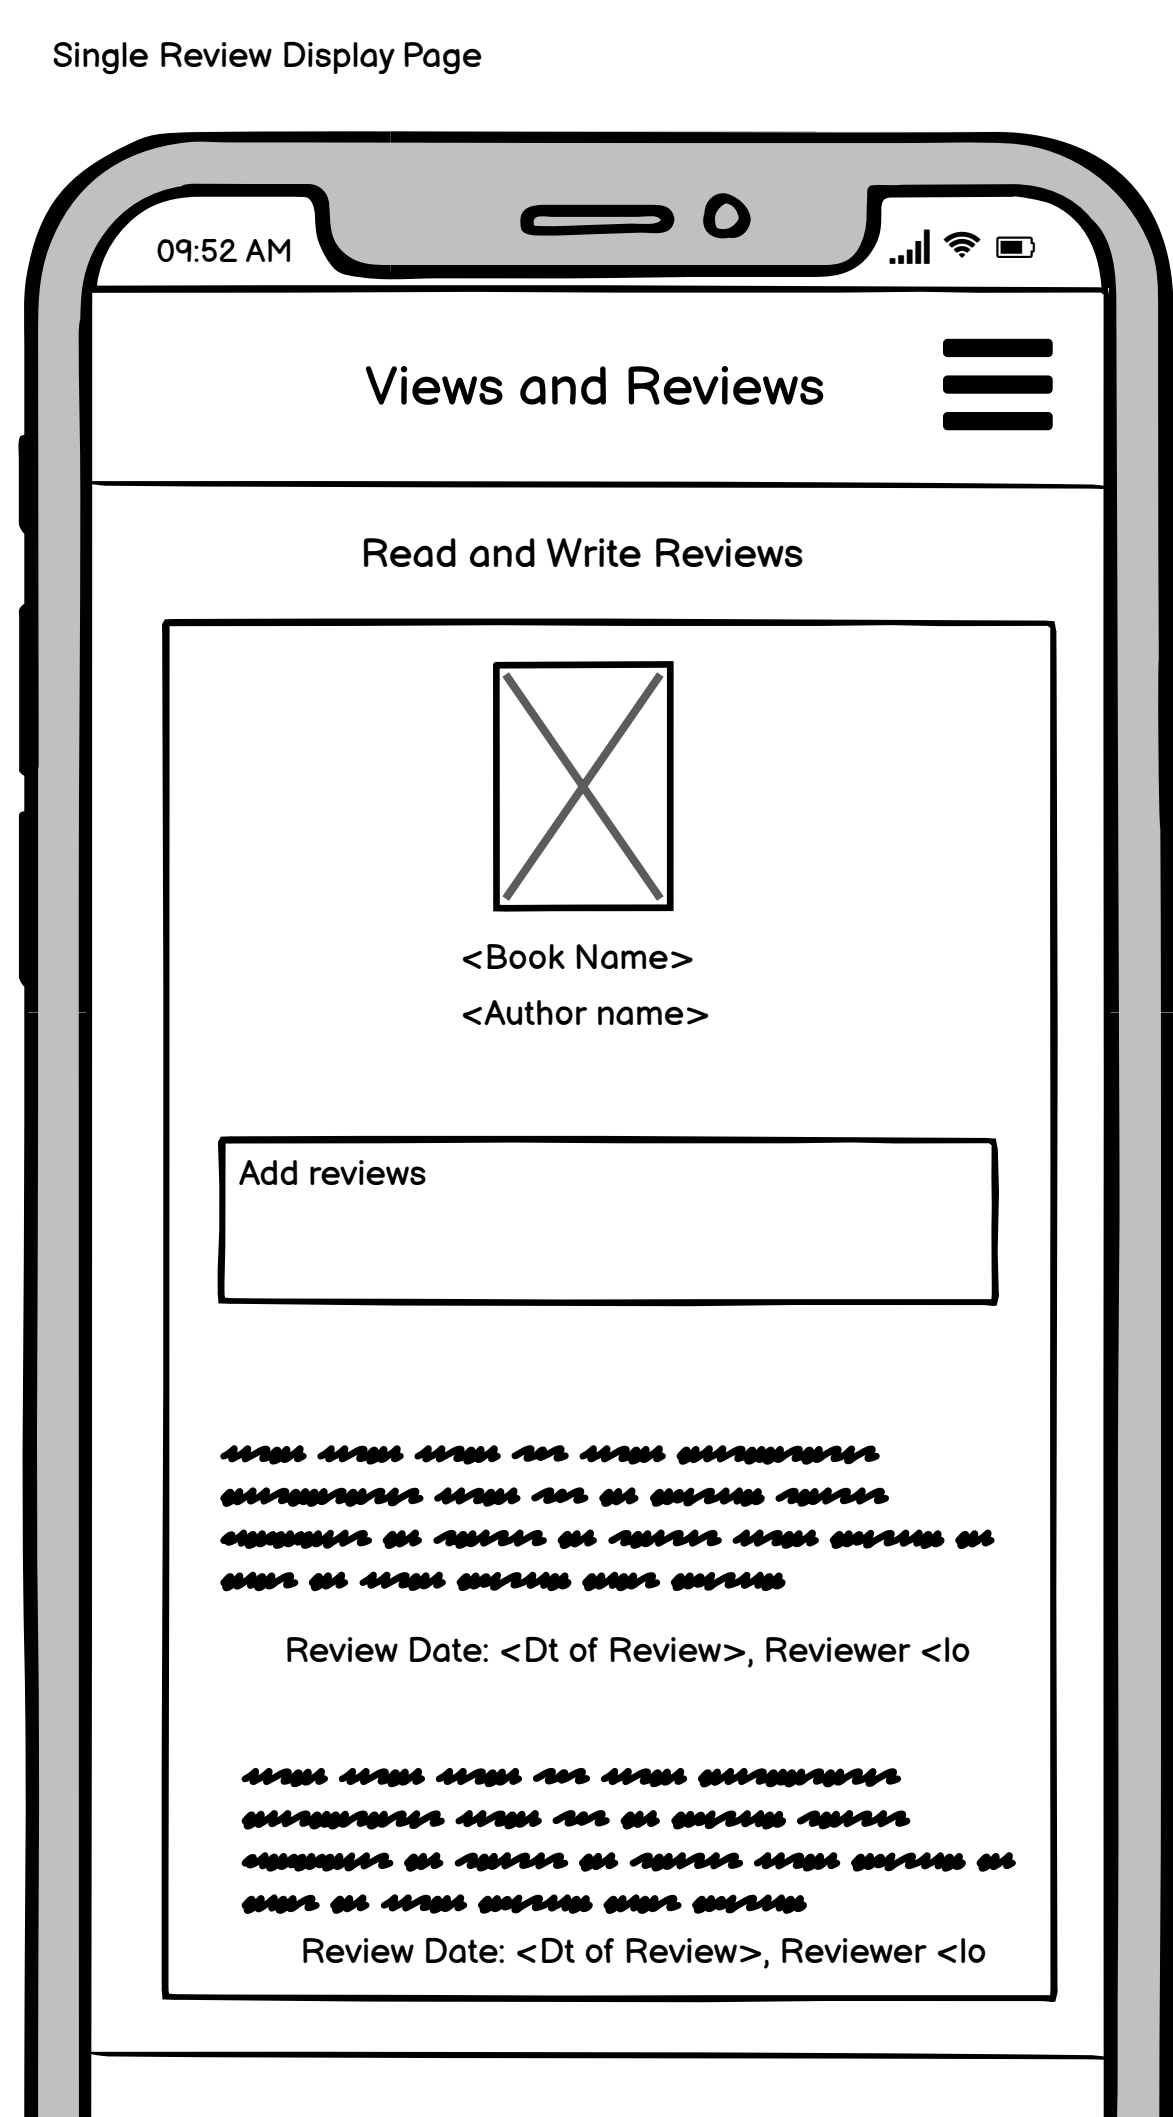 Single Review Display Page
09:52 AM
Views and Reviews
Read and Write Reviews
<Book Name>
<Author name>
Add reviews
Review Date: <Dt of Review>, Reviewer <lo
Review Date: <Dt of Review>, Reviewer <lo